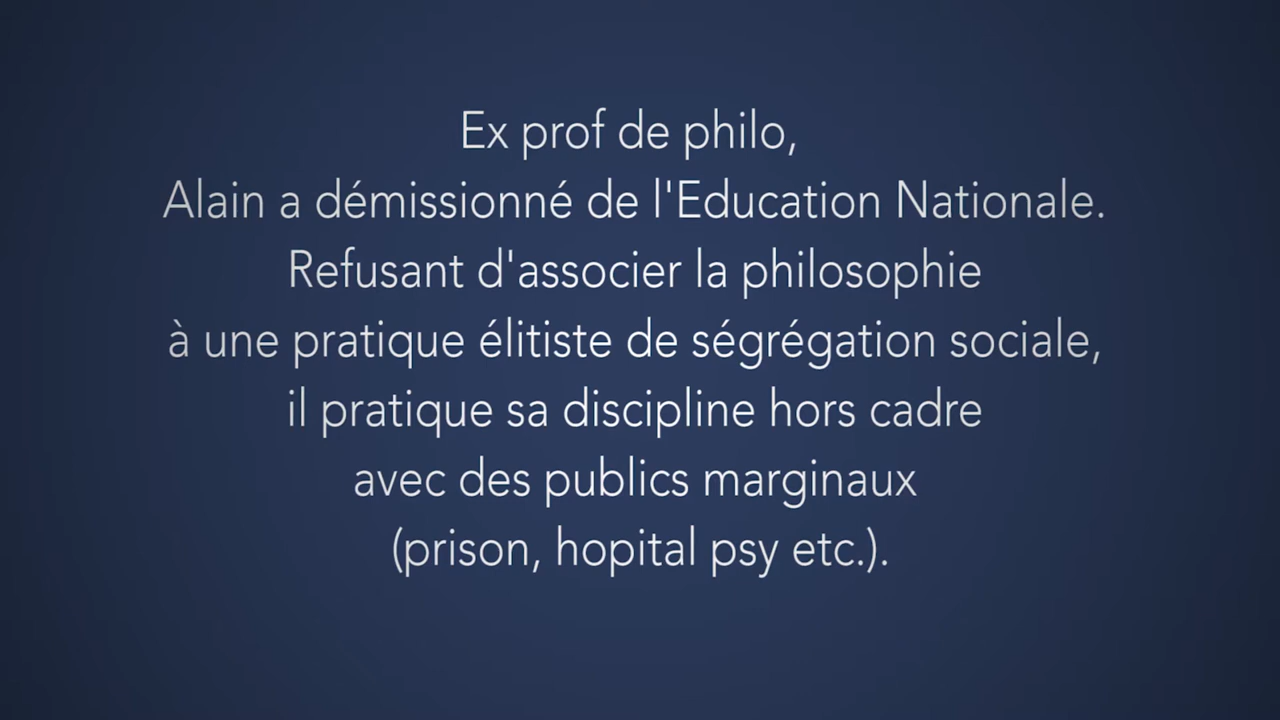 Ex prof de philo,
Alain a démissionné de l'Education Nationale.
Refusant d'associer la philosophie
à une pratique élitiste de ségrégation sociale,
il pratique sa discipline hors cadre
avec des publics marginaux
(prison, hopital psy etc.).